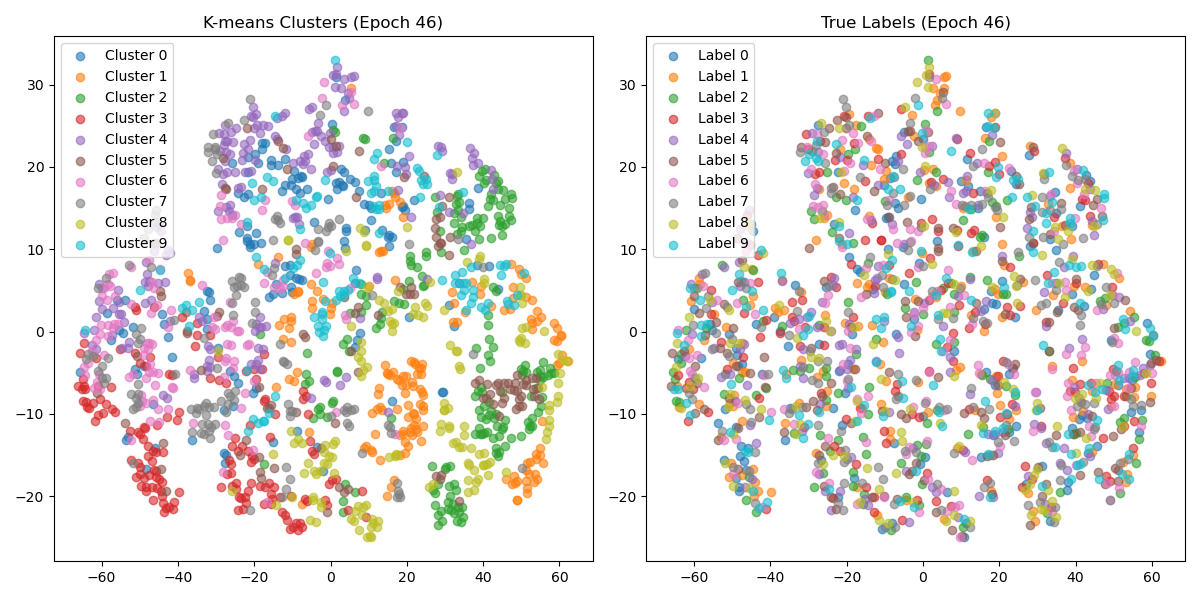 K-means Clusters (Epoch 46)
Cluster 0
Cluster 1
Cluster 2
Cluster 3
Cluster 4
Cluster 5
Cluster 6
Cluster 7
Cluster 8
Cluster 9
30
20
10
0
−10
−20
−60 −40 −20 0 20 40 60
True Labels (Epoch 46)
Label 0
Label 1
Label 2
Label 3
Label 4
Label 5
Label 6
Label 7
Label 8
Label 9
30
20
10
0
−10
−20
−60 −40 −20 0 20 40 60